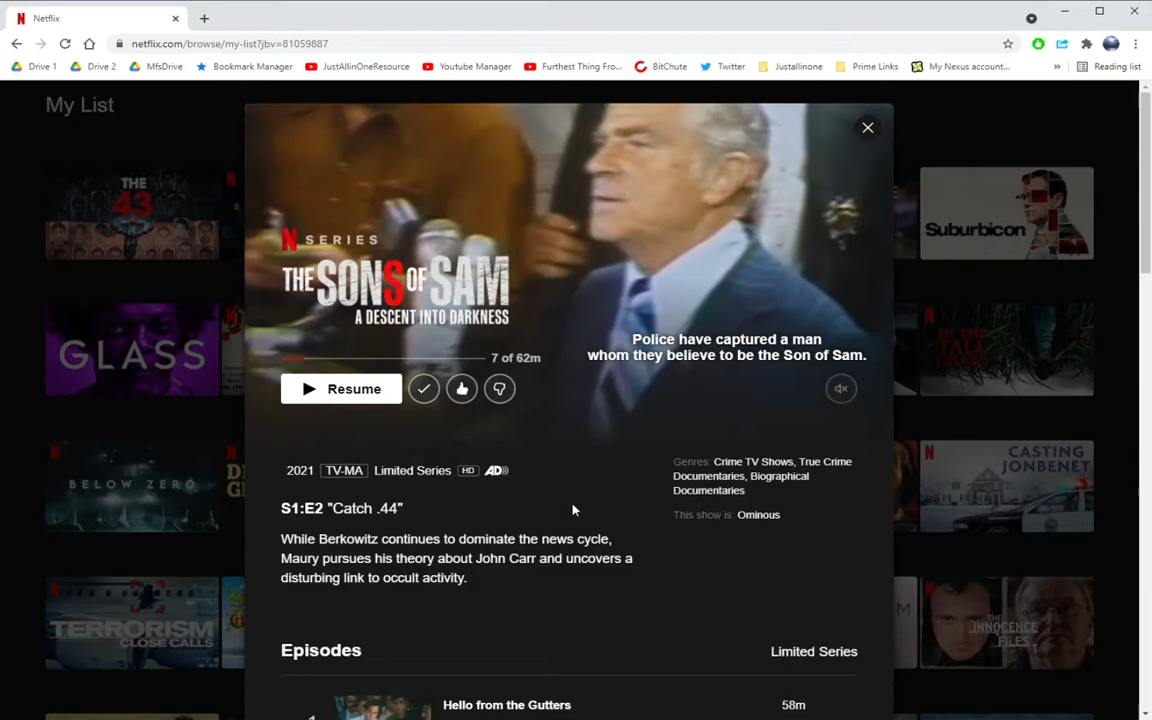 Netflix
netflix.com/browse/my-list?jbv=81059887
Drive 1
Drive 2
MfsDrive
Bookmark Manager
JustAllinOneResource
Youtube Manager
Furthest Thing Fro...
BitChute
Twitter
Justallinone
Prime Links
My Nexus account...
»
Reading list
My List
THE
43
Suburbicon
GLASS
IN THE
TALL
BELOW ZERO
CASTING
JONBENET
TERRORISM
CLOSE CALLS
THE
INNOCENCE
FILES
N SERIES
THE SONS OF SAM
A DESCENT INTO DARKNESS
Police have captured a man
whom they believe to be the Son of Sam.
7 of 62m
Resume
2021 TV-MA Limited Series HD AD
Genres: Crime TV Shows, True Crime
Documentaries, Biographical
Documentaries
This show is: Ominous
S1:E2 "Catch .44"
While Berkowitz continues to dominate the news cycle,
Maury pursues his theory about John Carr and uncovers a
disturbing link to occult activity.
Episodes
Limited Series
1
Hello from the Gutters
58m